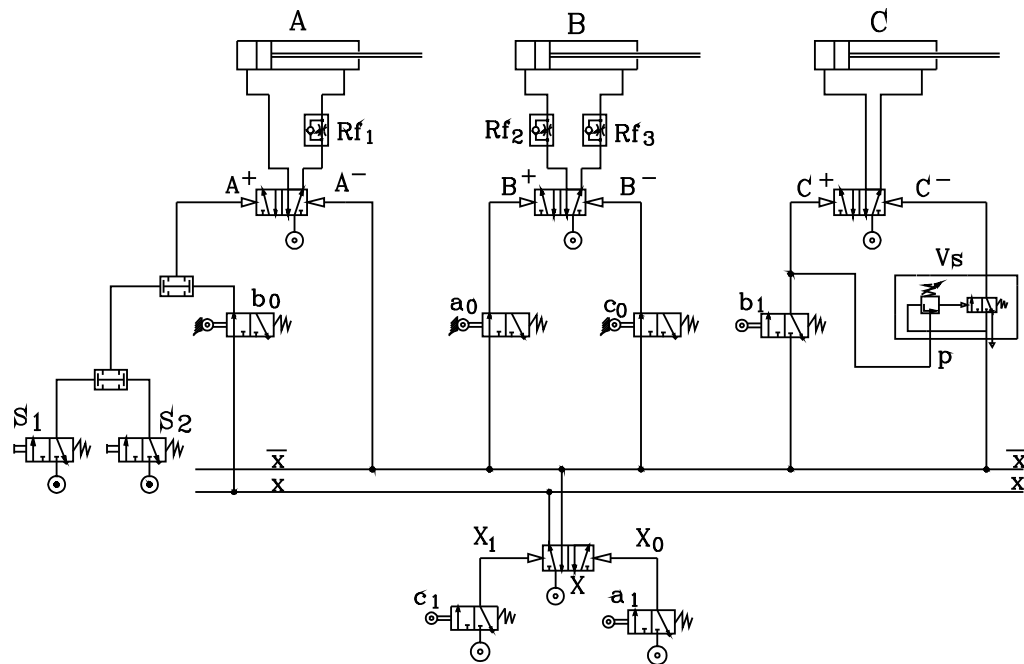 A
B
C
Rf1
Rf2
Rf3
A+
A−
B+
B−
C+
C−
Vs
b0
a0
c0
b1
p
S1
S2
x̅
x̅
x
x
X1
X0
X
c1
a1